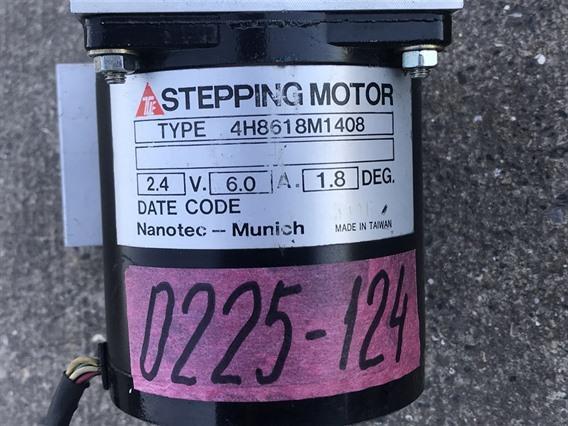 STEPPING MOTOR
TYPE 4H8618M1408
2.4 V. 6.0 A. 1.8 DEG.
DATE CODE
Nanotec -- Munich MADE IN TAIWAN
0225-124